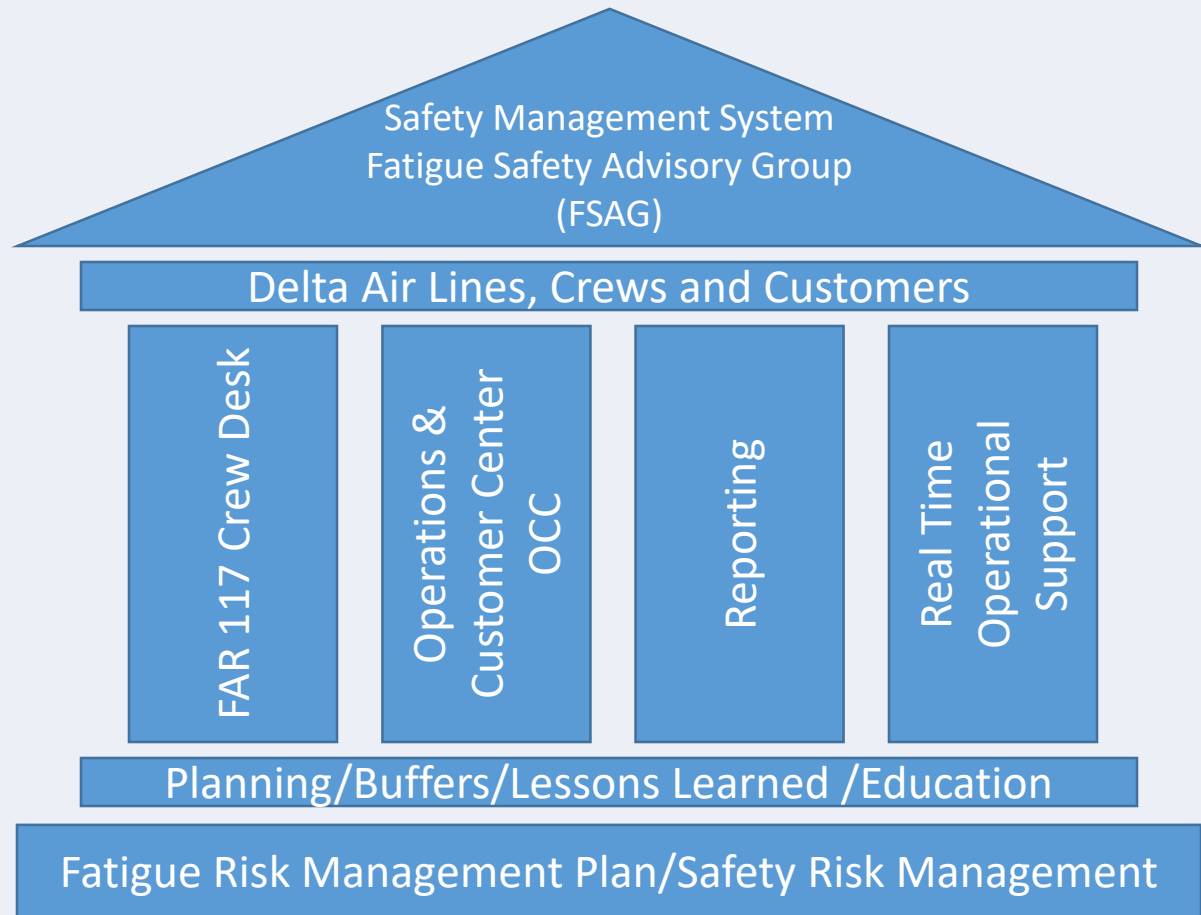 Safety Management System
Fatigue Safety Advisory Group
(FSAG)
Delta Air Lines, Crews and Customers
FAR 117 Crew Desk
Operations &
Customer Center
OCC
Reporting
Real Time
Operational
Support
Planning/Buffers/Lessons Learned /Education
Fatigue Risk Management Plan/Safety Risk Management